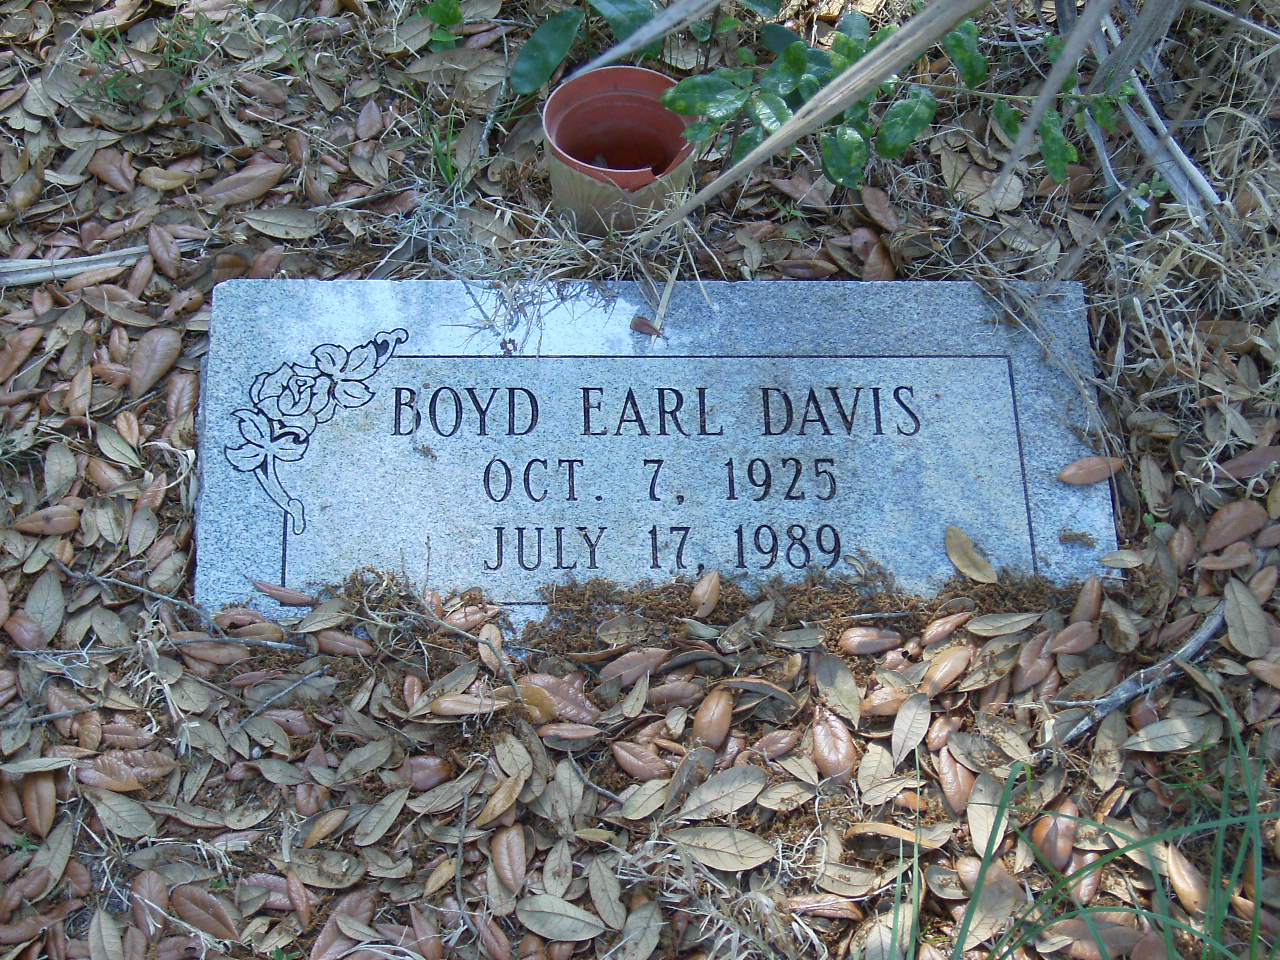 BOYD EARL DAVIS
OCT. 7, 1925
JULY 17, 1989